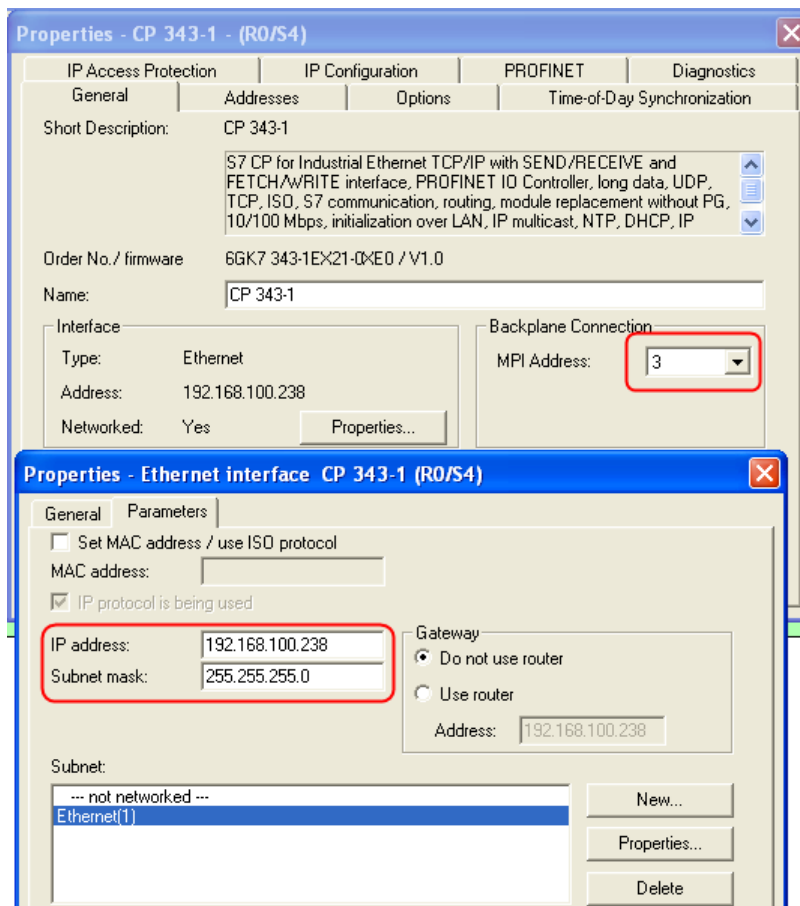 Properties - CP 343-1 - (R0/S4)
IP Access Protection IP Configuration PROFINET Diagnostics
General Addresses Options Time-of-Day Synchronization
Short Description: CP 343-1
S7 CP for Industrial Ethernet TCP/IP with SEND/RECEIVE and
FETCH/WRITE interface, PROFINET IO Controller, long data, UDP,
TCP, ISO, S7 communication, routing, module replacement without PG,
10/100 Mbps, initialization over LAN, IP multicast, NTP, DHCP, IP
Order No./ firmware 6GK7 343-1EX21-0XE0 / V1.0
Name: CP 343-1
Interface
Type: Ethernet
Address: 192.168.100.238
Networked: Yes Properties...
Backplane Connection
MPI Address: 3
Properties - Ethernet interface CP 343-1 (R0/S4)
General Parameters
Set MAC address / use ISO protocol
MAC address:
IP protocol is being used
IP address: 192.168.100.238
Subnet mask: 255.255.255.0
Gateway
Do not use router
Use router
Address: 192.168.100.238
Subnet:
--- not networked ---
Ethernet(1)
New...
Properties...
Delete